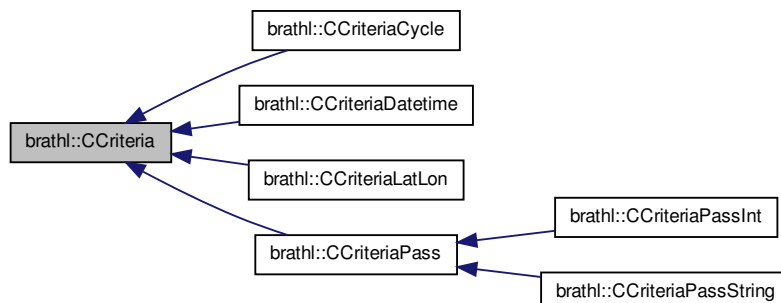 brathl::CCriteriaCycle
brathl::CCriteriaDatetime
brathl::CCriteria
brathl::CCriteriaLatLon
brathl::CCriteriaPassInt
brathl::CCriteriaPass
brathl::CCriteriaPassString